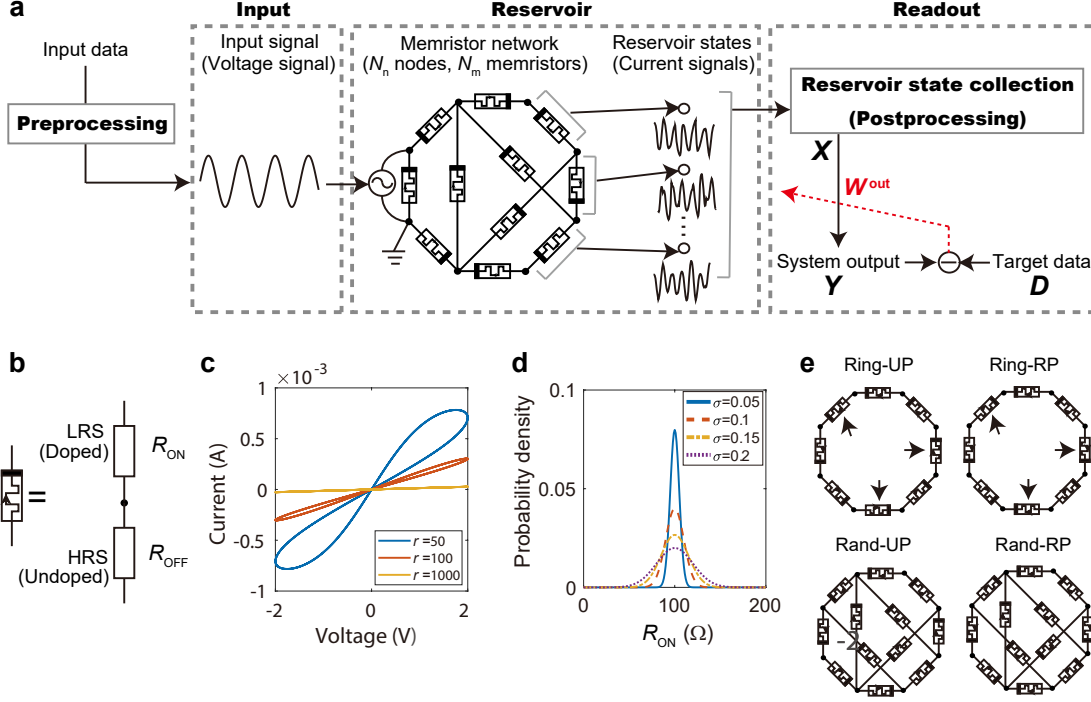 a
Input
Reservoir
Readout
Input data
Preprocessing
Input signal
(Voltage signal)
Memristor network
(Nn nodes, Nm memristors)
Reservoir states
(Current signals)
Reservoir state collection
(Postprocessing)
X
Wout
System output
Y
Target data
D
b
LRS
(Doped)
RON
=
HRS
(Undoped)
ROFF
c
×10-3
Current (A)
1
0.5
0
-0.5
-1
-2
0
2
Voltage (V)
r =50
r =100
r =1000
d
Probability density
0.1
0.05
0
0
100
200
RON (Ω)
σ=0.05
σ=0.1
σ=0.15
σ=0.2
e
Ring-UP
Ring-RP
Rand-UP
Rand-RP
-2